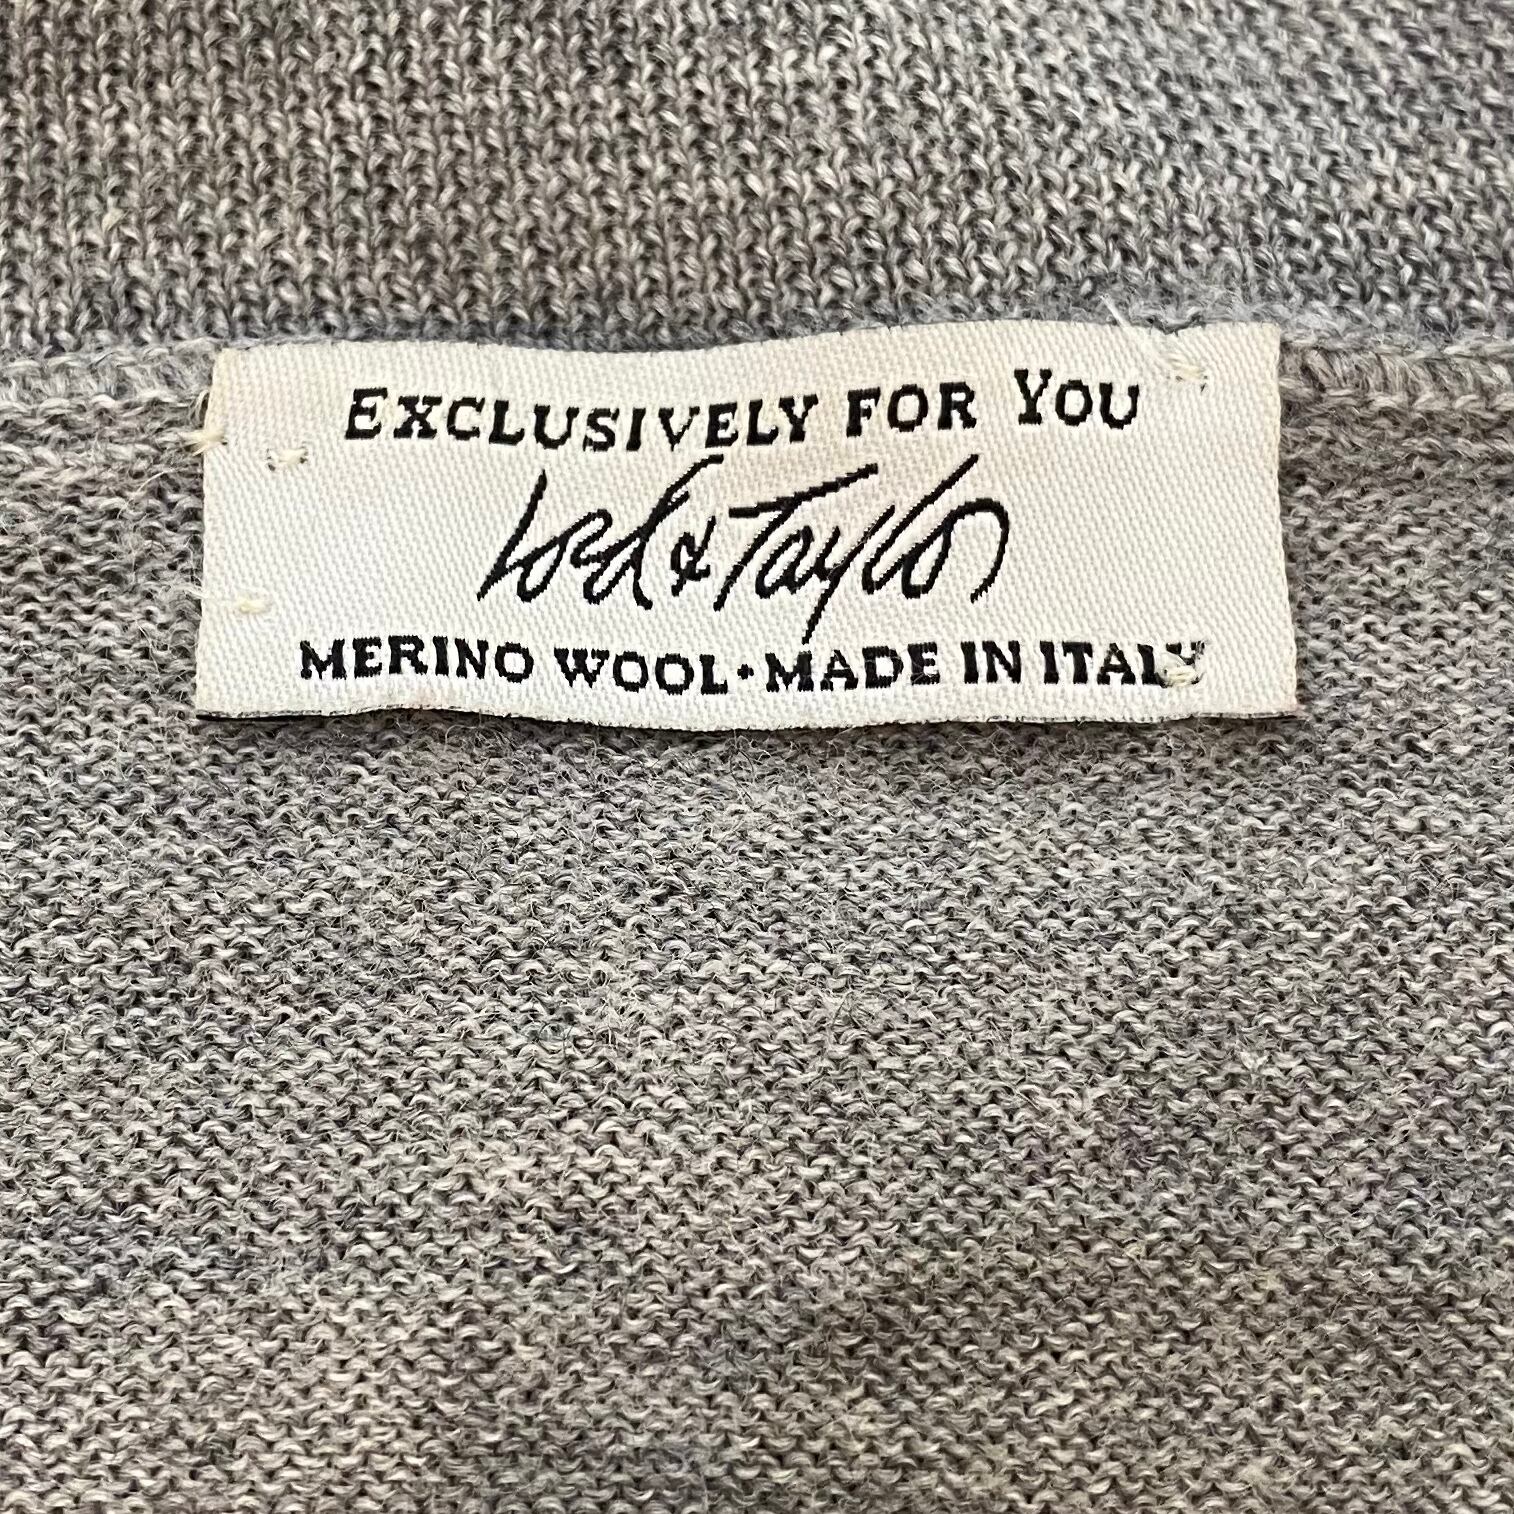 EXCLUSIVELY FOR YOU
Lord & Taylor
MERINO WOOL • MADE IN ITALY